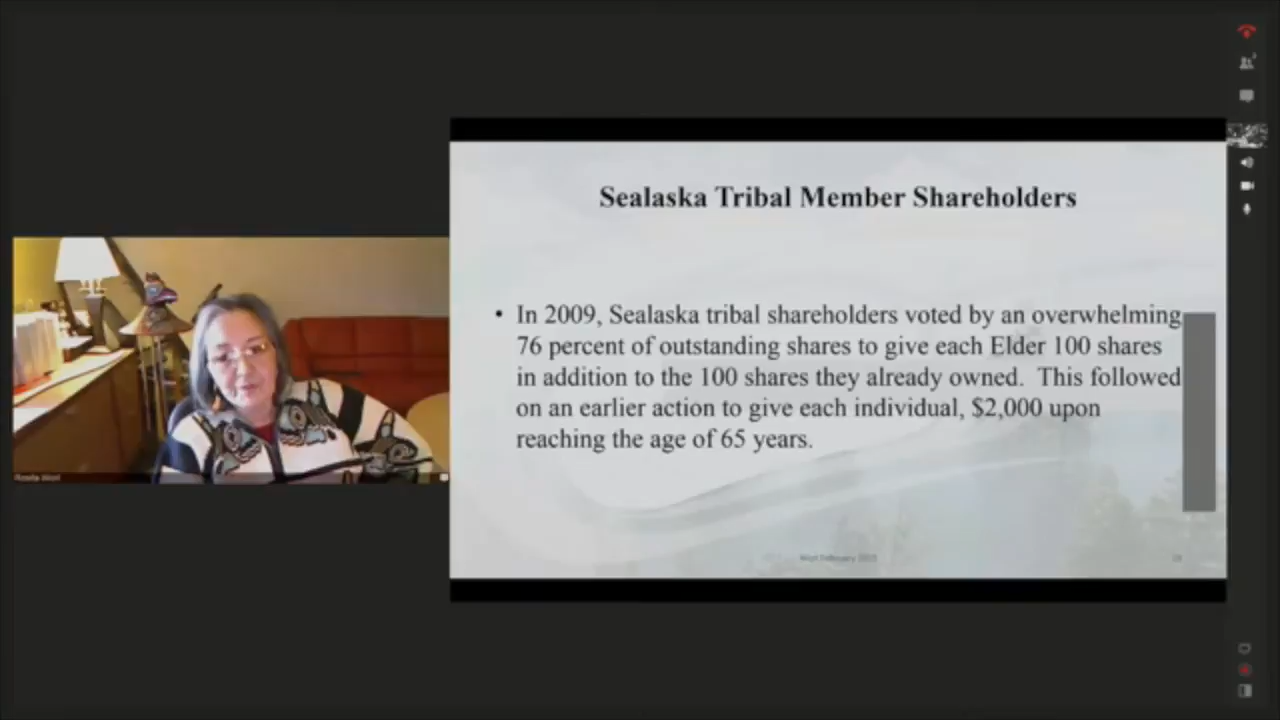 Sealaska Tribal Member Shareholders
• In 2009, Sealaska tribal shareholders voted by an overwhelming
76 percent of outstanding shares to give each Elder 100 shares
in addition to the 100 shares they already owned. This followed
on an earlier action to give each individual, $2,000 upon
reaching the age of 65 years.